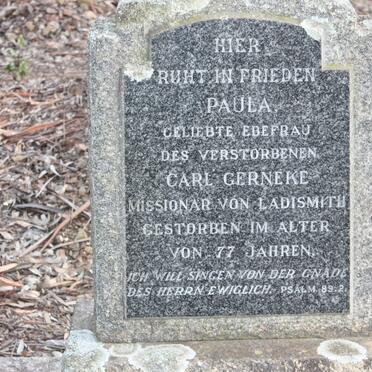 HIER
RUHT IN FRIEDEN
PAULA,
GELIEBTE EBEFRAU
DES VERSTORBENEN
CARL GERNEKE
MISSIONAR VON LADISMITH
GESTORBEN IM ALTER
VON 77 JAHREN.
ICH WILL SINGEN VON DER GNADE
DES HERRN EWIGLICH. PSALM. 89:2.